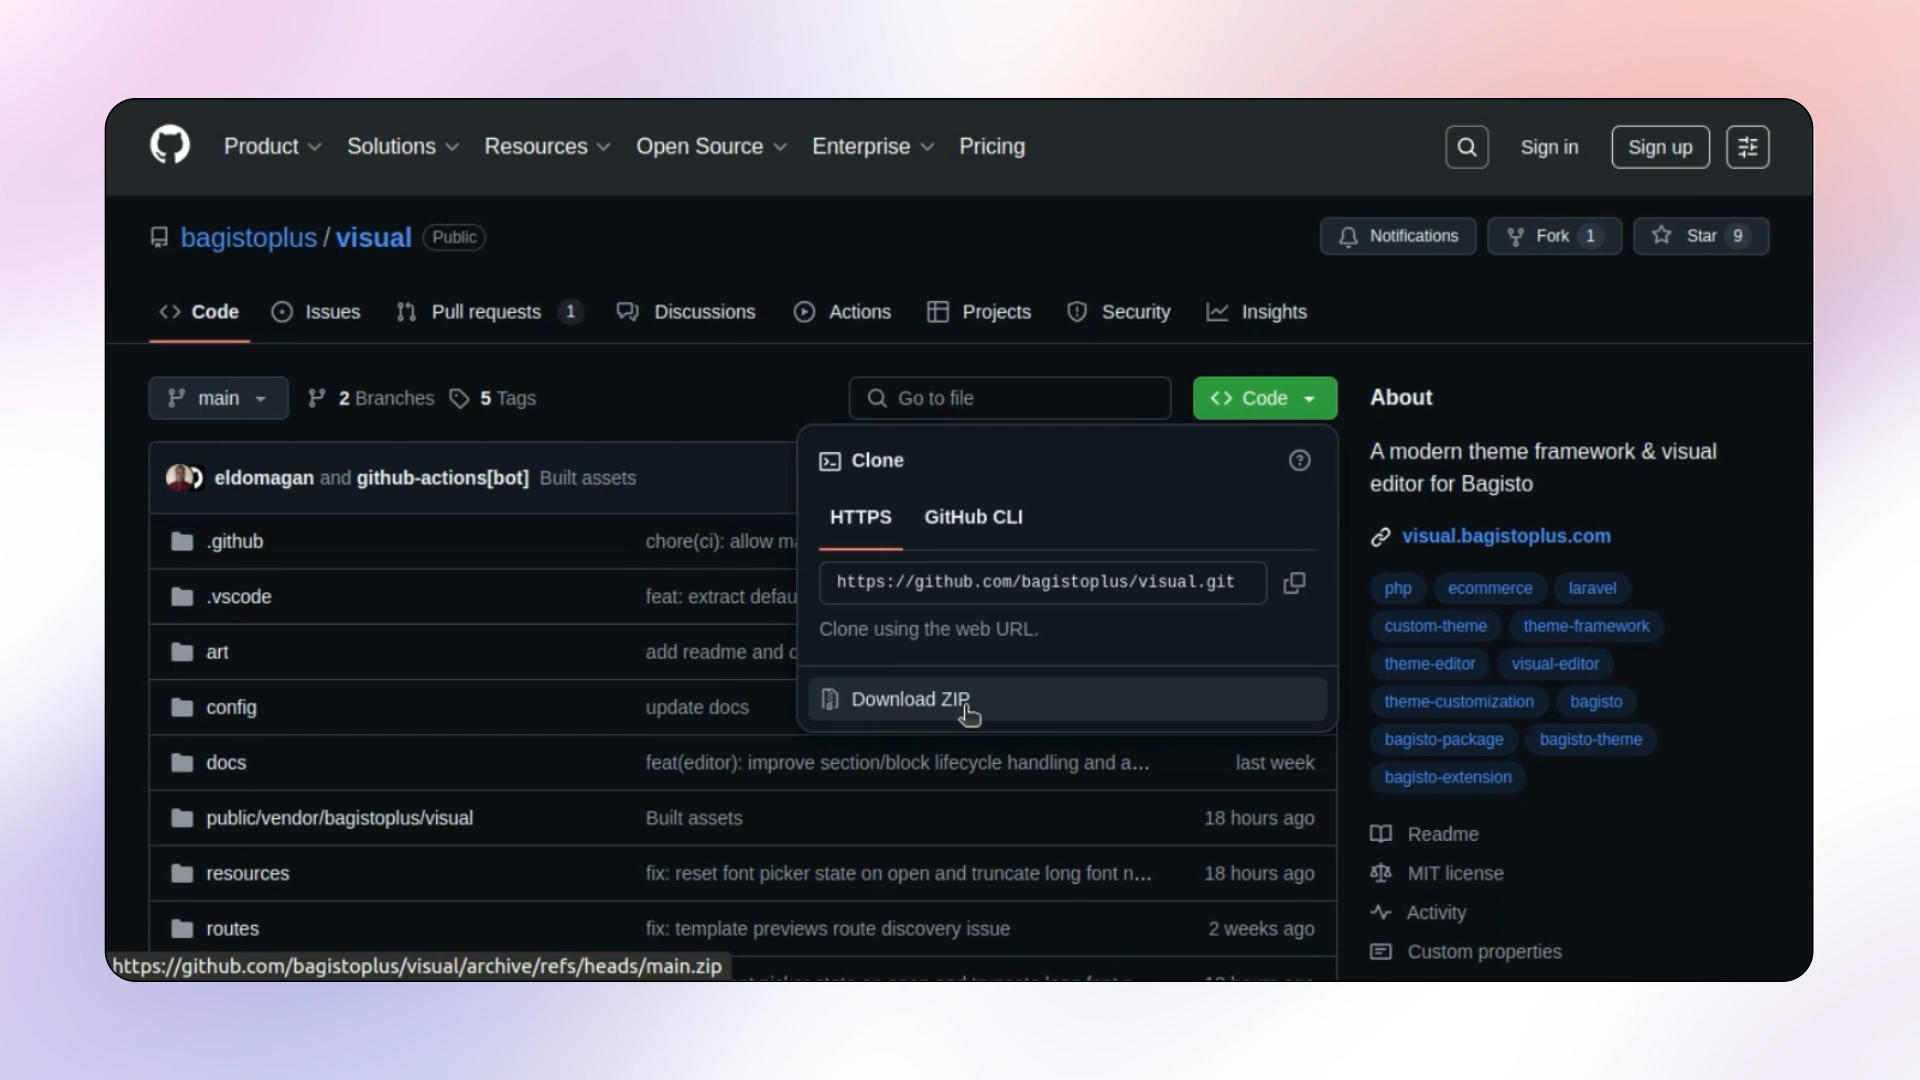 Product Solutions Resources Open Source Enterprise Pricing Sign in Sign up
bagistoplus / visual Public Notifications Fork 1 Star 9
Code Issues Pull requests 1 Discussions Actions Projects Security Insights
main 2 Branches 5 Tags Go to file Code
eldomagan and github-actions[bot] Built assets
.github chore(ci): allow
.vscode feat: extract
art add readme and
config update docs
docs feat(editor): improve section/block lifecycle handling and a... last week
public/vendor/bagistoplus/visual Built assets 18 hours ago
resources fix: reset font picker state on open and truncate long font n... 18 hours ago
routes fix: template previews route discovery issue 2 weeks ago
https://github.com/bagistoplus/visual/archive/refs/heads/main.zip
Clone
HTTPS GitHub CLI
https://github.com/bagistoplus/visual.git
Clone using the web URL.
Download ZIP
About
A modern theme framework & visual
editor for Bagisto
visual.bagistoplus.com
php ecommerce laravel
custom-theme theme-framework
theme-editor visual-editor
theme-customization bagisto
bagisto-package bagisto-theme
bagisto-extension
Readme
MIT license
Activity
Custom properties